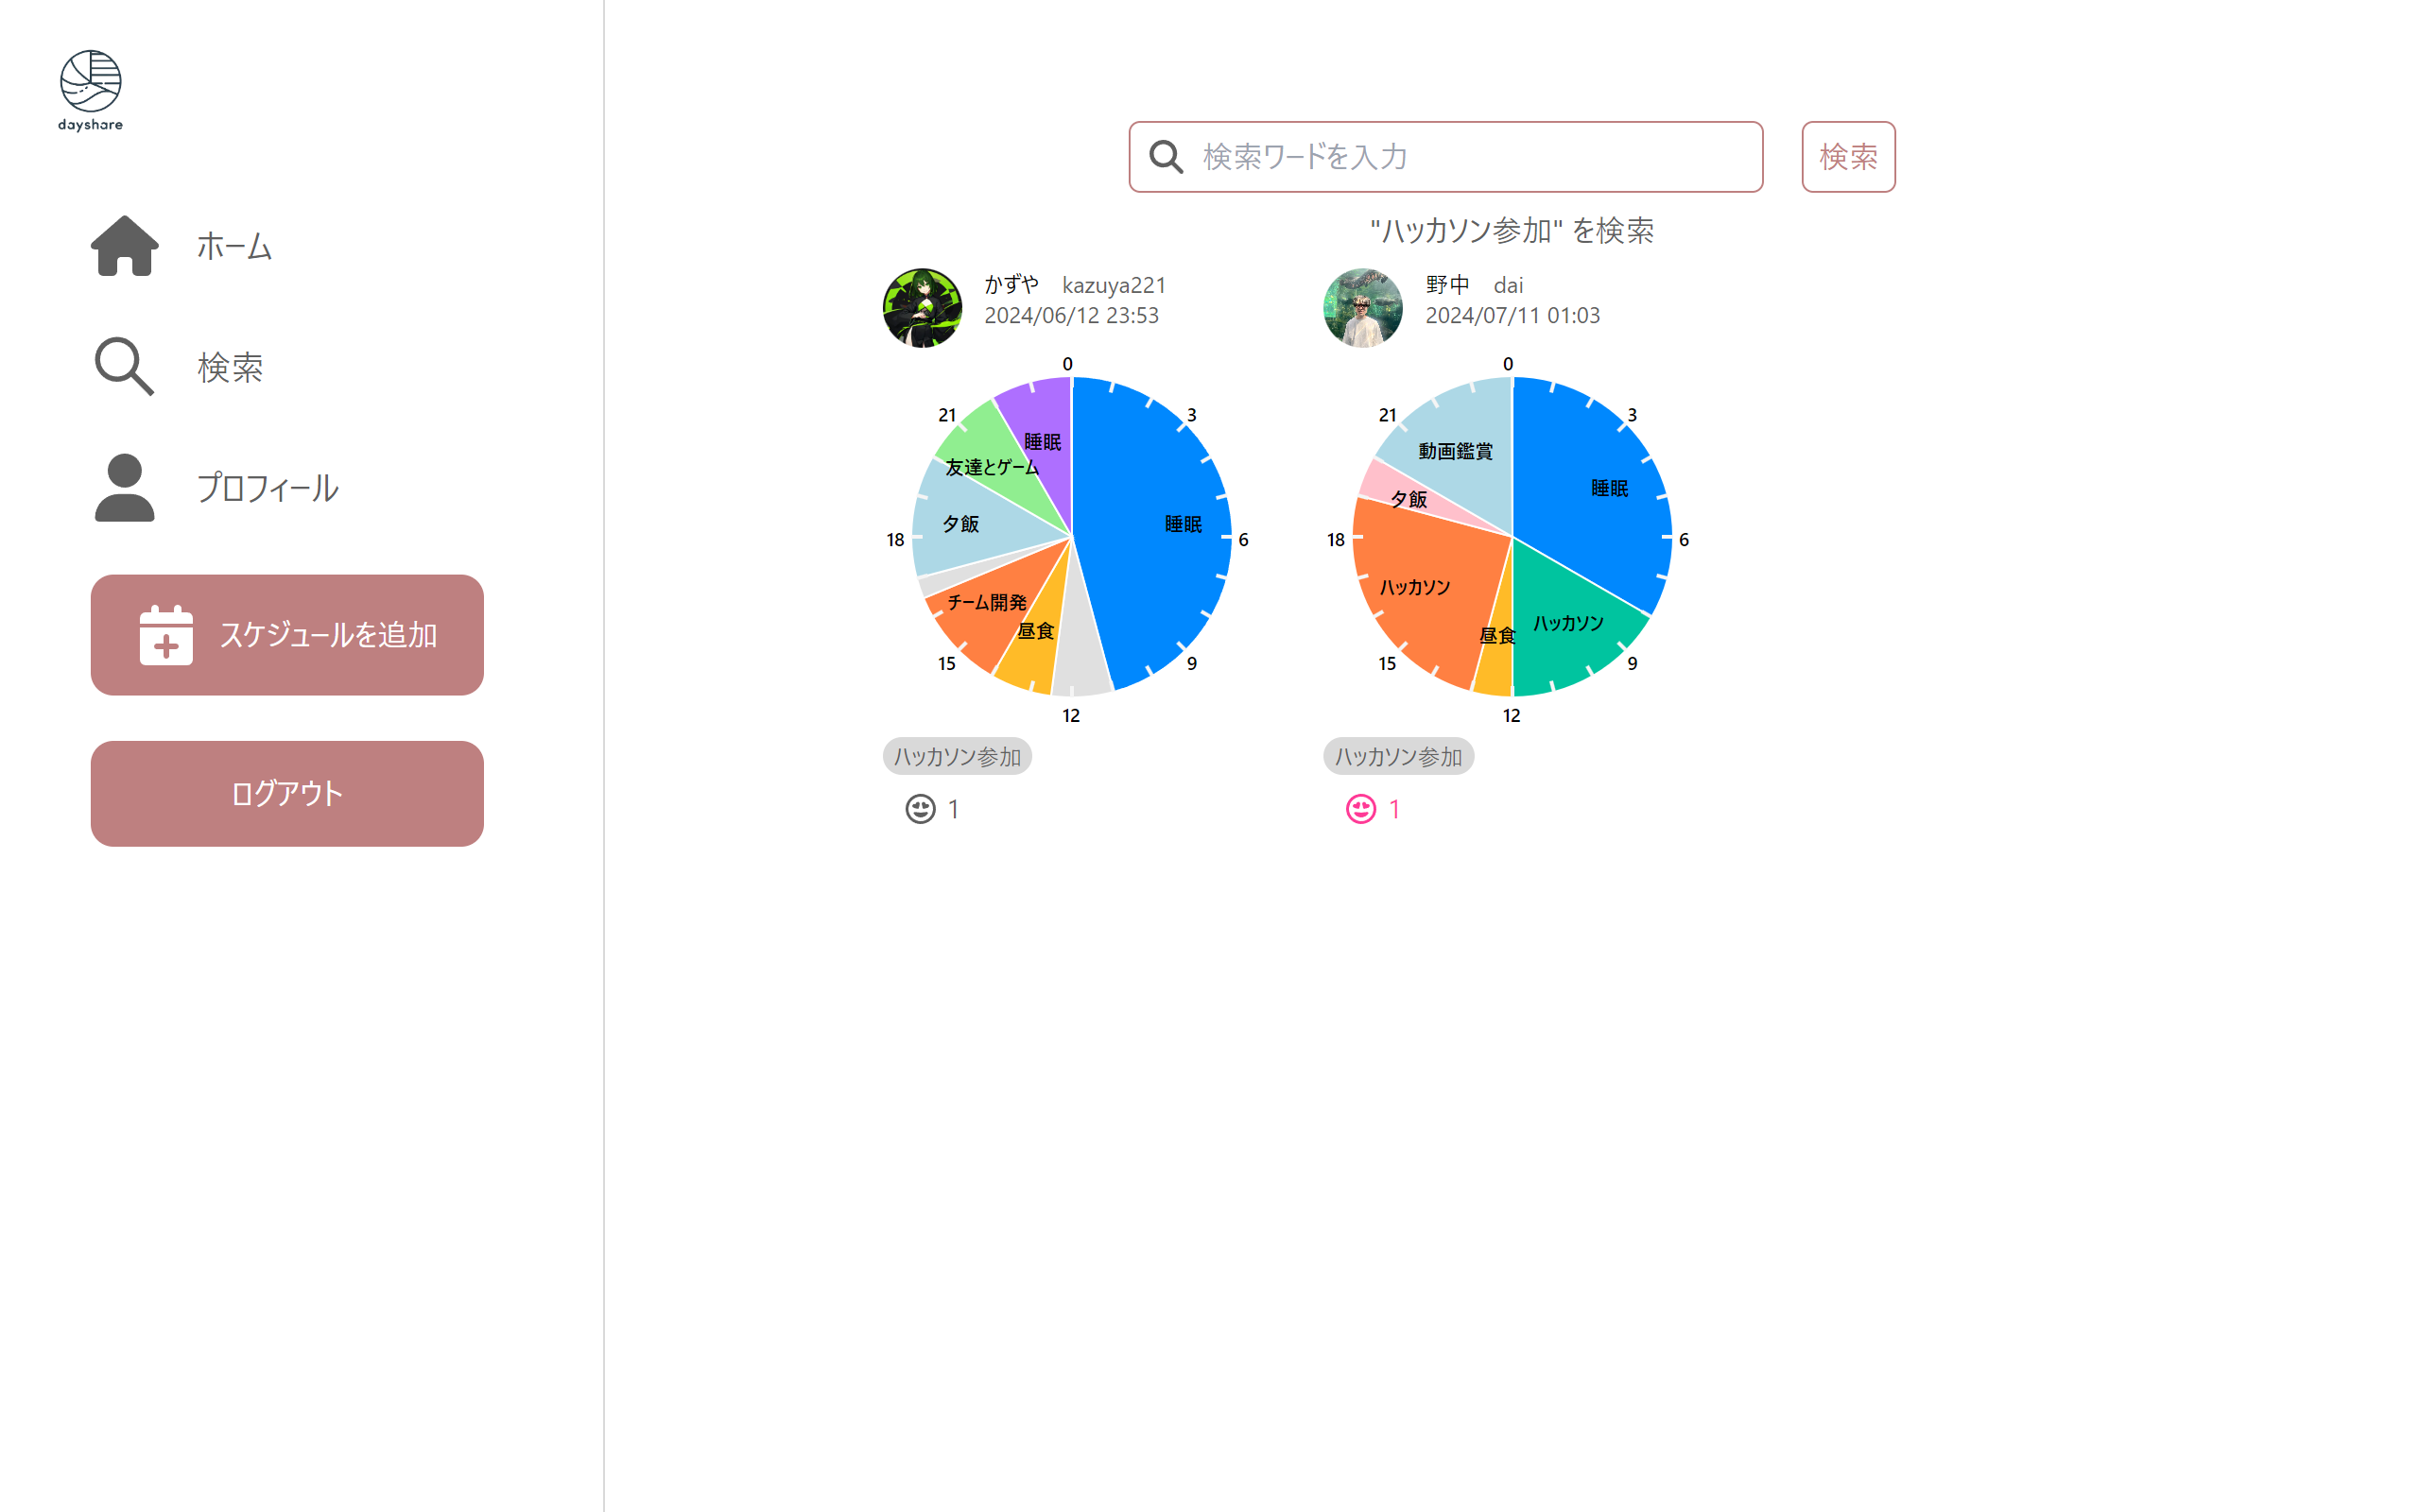 dayshare
ホーム
検索
プロフィール
スケジュールを追加
ログアウト
検索ワードを入力
検索
"ハッカソン参加" を検索
かずや kazuya221
2024/06/12 23:53
0
3
6
9
12
15
18
21
睡眠
睡眠
友達とゲーム
夕飯
チーム開発
昼食
ハッカソン参加
1
野中 dai
2024/07/11 01:03
0
3
6
9
12
15
18
21
動画鑑賞
睡眠
夕飯
ハッカソン
昼食
ハッカソン
ハッカソン参加
1